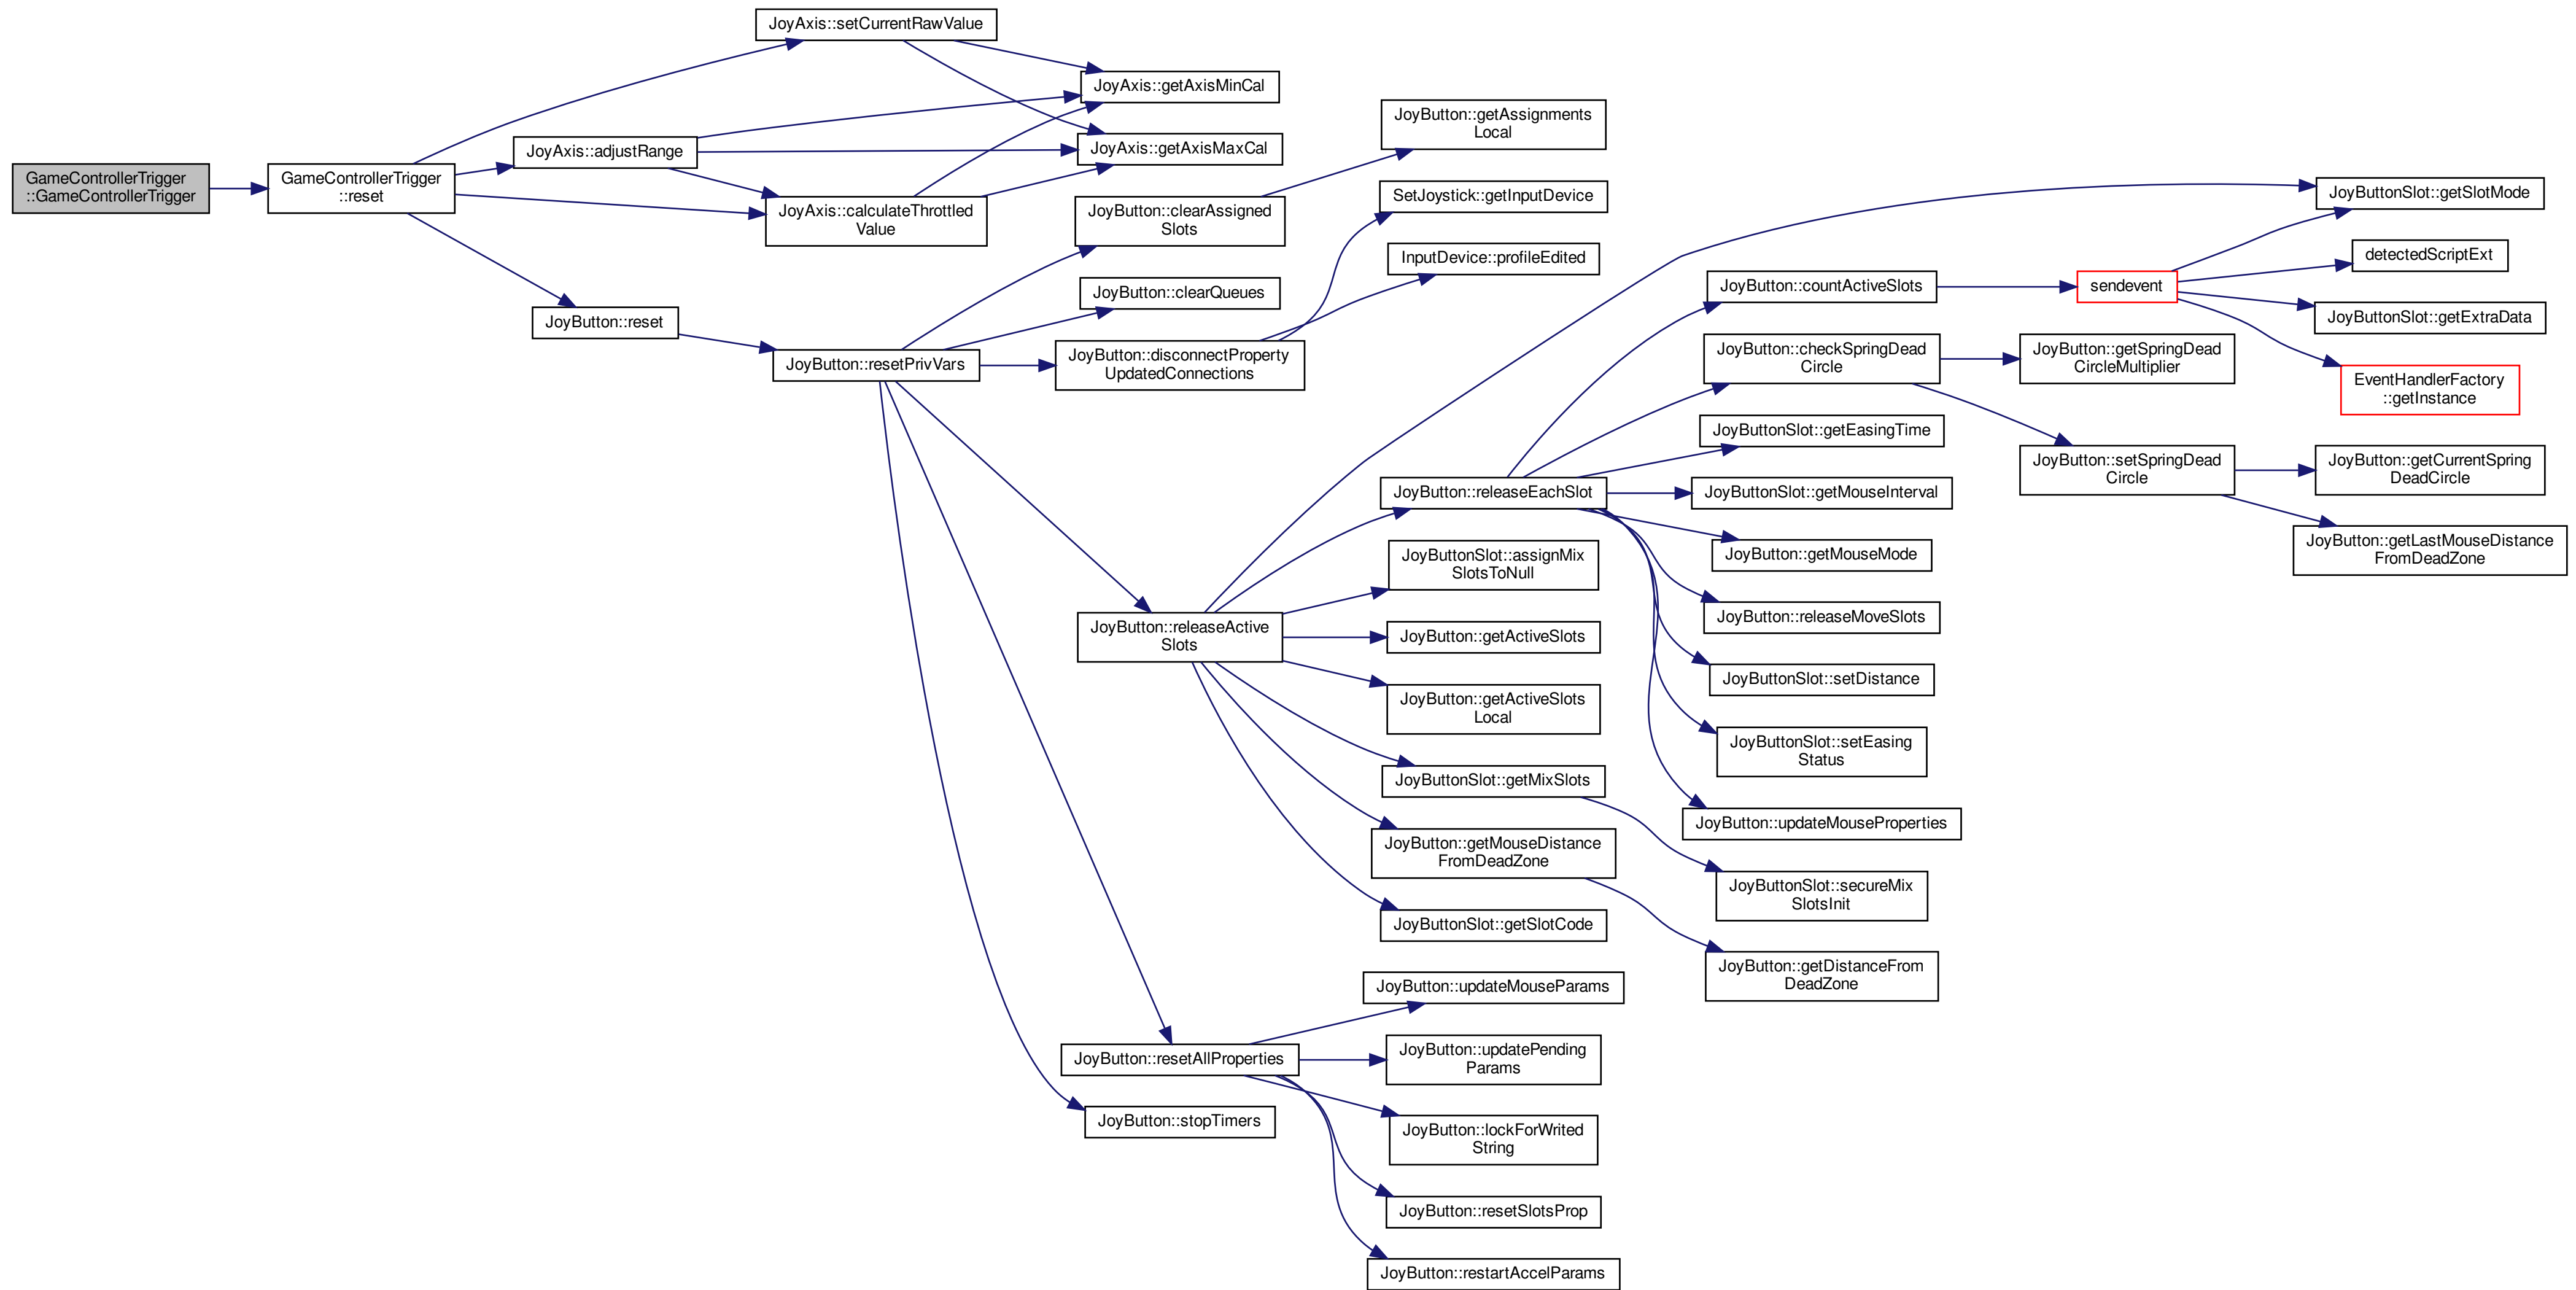 GameControllerTrigger
::GameControllerTrigger
GameControllerTrigger
::reset
JoyAxis::setCurrentRawValue
JoyAxis::adjustRange
JoyAxis::calculateThrottled
Value
JoyButton::reset
JoyButton::resetPrivVars
JoyAxis::getAxisMinCal
JoyAxis::getAxisMaxCal
JoyButton::clearAssigned
Slots
JoyButton::clearQueues
JoyButton::disconnectProperty
UpdatedConnections
JoyButton::releaseActive
Slots
JoyButton::resetAllProperties
JoyButton::stopTimers
JoyButton::getAssignments
Local
SetJoystick::getInputDevice
InputDevice::profileEdited
JoyButton::releaseEachSlot
JoyButtonSlot::assignMix
SlotsToNull
JoyButton::getActiveSlots
JoyButton::getActiveSlots
Local
JoyButtonSlot::getMixSlots
JoyButton::getMouseDistance
FromDeadZone
JoyButtonSlot::getSlotCode
JoyButton::updateMouseParams
JoyButton::updatePending
Params
JoyButton::lockForWrited
String
JoyButton::resetSlotsProp
JoyButton::restartAccelParams
JoyButton::countActiveSlots
JoyButton::checkSpringDead
Circle
JoyButtonSlot::getEasingTime
JoyButtonSlot::getMouseInterval
JoyButton::getMouseMode
JoyButton::releaseMoveSlots
JoyButtonSlot::setDistance
JoyButtonSlot::setEasing
Status
JoyButton::updateMouseProperties
JoyButtonSlot::secureMix
SlotsInit
JoyButton::getDistanceFrom
DeadZone
sendevent
JoyButton::getSpringDead
CircleMultiplier
JoyButton::setSpringDead
Circle
JoyButtonSlot::getSlotMode
detectedScriptExt
JoyButtonSlot::getExtraData
EventHandlerFactory
::getInstance
JoyButton::getCurrentSpring
DeadCircle
JoyButton::getLastMouseDistance
FromDeadZone